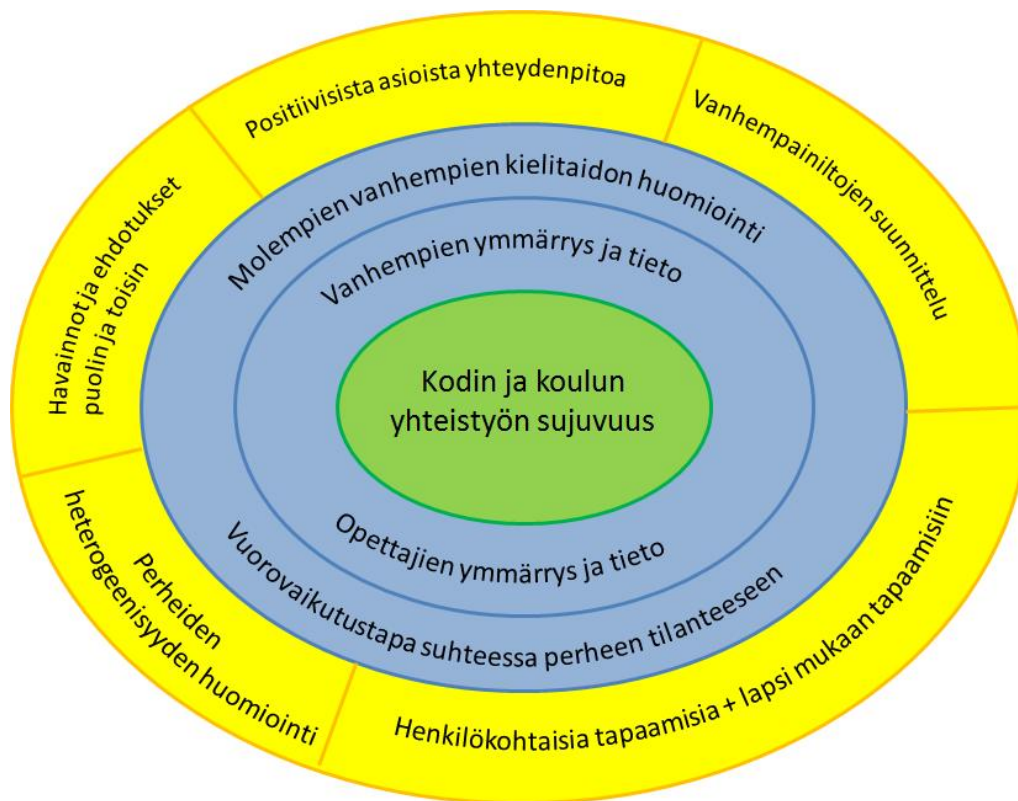 Positiivisista asioista yhteydenpitoa
Vanhempainiltojen suunnittelu
Havainnot ja ehdotukset
puolin ja toisin
Molempien vanhempien kielitaidon huomiointi
Vanhempien ymmärrys ja tieto
Kodin ja koulun
yhteistyön sujuvuus
Opettajien ymmärrys ja tieto
Vuorovaikutustapa suhteessa perheen tilanteeseen
Perheiden
heterogeenisyyden huomiointi
Henkilökohtaisia tapaamisia + lapsi mukaan tapaamisiin